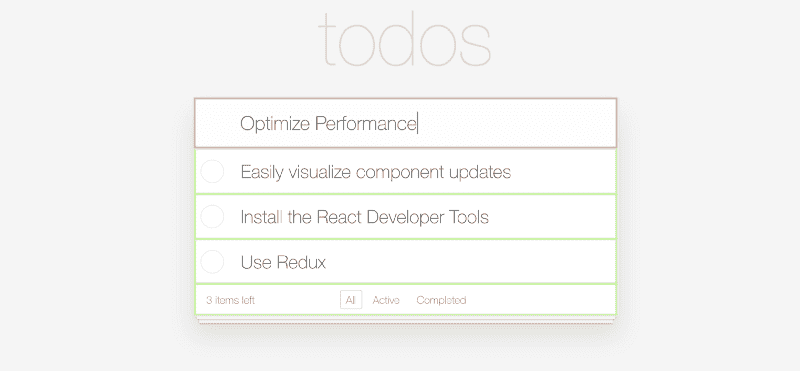 todos
Optimize Performance
Easily visualize component updates
Install the React Developer Tools
Use Redux
3 items left All Active Completed